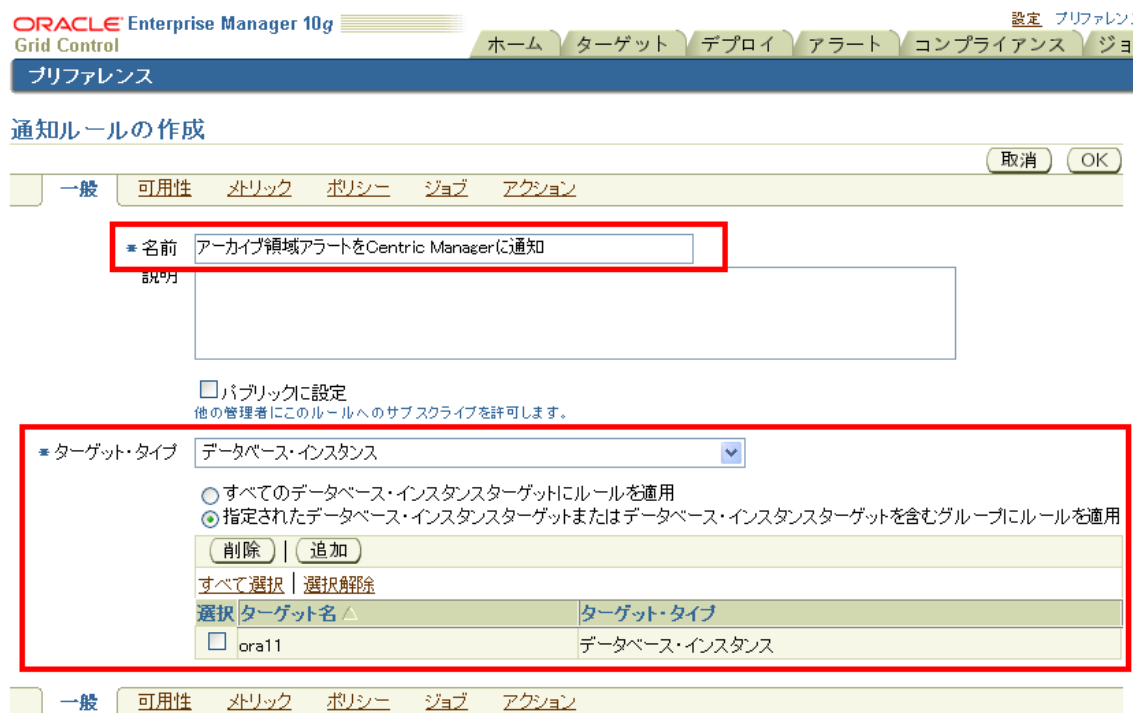 ORACLE Enterprise Manager 10g
Grid Control
設定 プリファレン
ホーム ターゲット デプロイ アラート コンプライアンス ジョ
プリファレンス
通知ルールの作成
取消 OK
一般 可用性 メトリック ポリシー ジョブ アクション
* 名前 アーカイブ領域アラートをCentric Managerに通知
説明
パブリックに設定
他の管理者にこのルールへのサブスクライブを許可します。
* ターゲット・タイプ データベース・インスタンス
すべてのデータベース・インスタンスターゲットにルールを適用
指定されたデータベース・インスタンスターゲットまたはデータベース・インスタンスターゲットを含むグループにルールを適用
削除 | 追加
すべて選択 | 選択解除
選択 ターゲット名 △ ターゲット・タイプ
ora11 データベース・インスタンス
一般 可用性 メトリック ポリシー ジョブ アクション